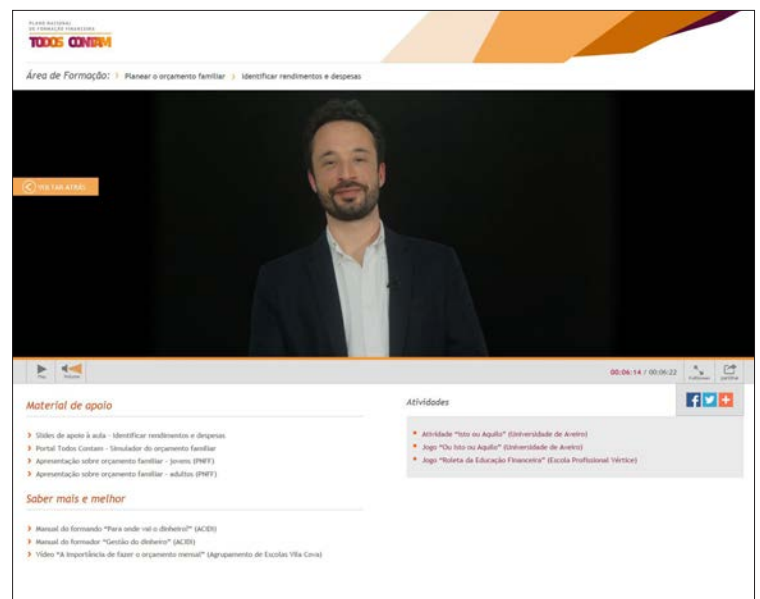 PLANO NACIONAL
DE FORMAÇÃO FINANCEIRA
TODOS CONTAM
Área de Formação: Planear o orçamento familiar Identificar rendimentos e despesas
VOLTAR ATRÁS
Play Volume 00:06:14 / 00:06:22 partilhar
Material de apoio
Slides de apoio à aula - Identificar rendimentos e despesas
Portal Todos Contam - Simulador do orçamento familiar
Apresentação sobre orçamento familiar - jovens (PNFF)
Apresentação sobre orçamento familiar - adultos (PNFF)
Saber mais e melhor
Manual do formando "Para onde vai o dinheiro?" (ACIDI)
Manual do formador "Gestão do dinheiro" (ACIDI)
Vídeo "A importância de fazer o orçamento mensal" (Agrupamento de Escolas Vila Cova)
Atividades
Atividade "Isto ou Aquilo" (Universidade de Aveiro)
Jogo "Ou Isto ou Aquilo" (Universidade de Aveiro)
Jogo "Roleta da Educação Financeira" (Escola Profissional Vértice)